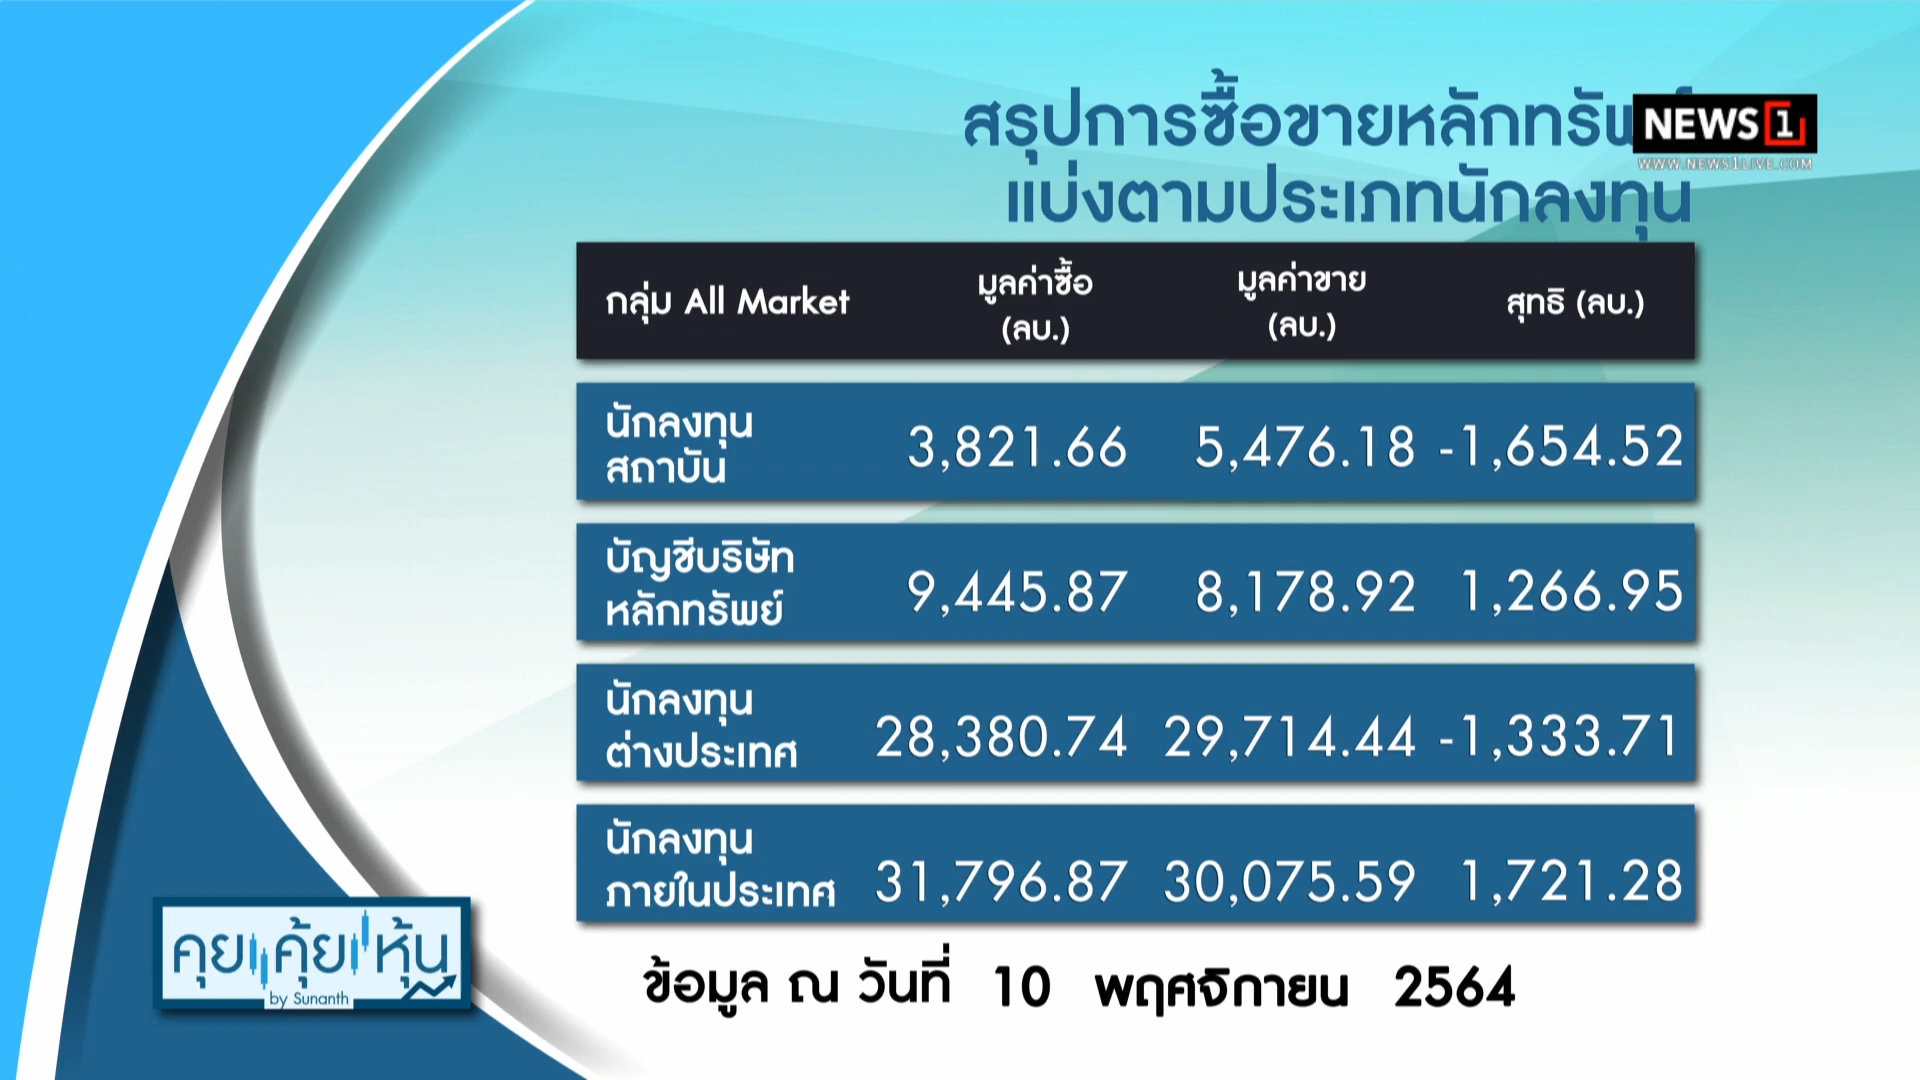 สรุปการซื้อขายหลักทรัพย์
NEWS 1
WWW.NEWS1LIVE.COM
แบ่งตามประเภทนักลงทุน
กลุ่ม All Market มูลค่าซื้อ (ลบ.) มูลค่าขาย (ลบ.) สุทธิ (ลบ.)
นักลงทุน
สถาบัน 3,821.66 5,476.18 -1,654.52
บัญชีบริษัท
หลักทรัพย์ 9,445.87 8,178.92 1,266.95
นักลงทุน
ต่างประเทศ 28,380.74 29,714.44 -1,333.71
นักลงทุน
ภายในประเทศ 31,796.87 30,075.59 1,721.28
คุยคุ้ยหุ้น
by Sunanth
ข้อมูล ณ วันที่ 10 พฤศจิกายน 2564